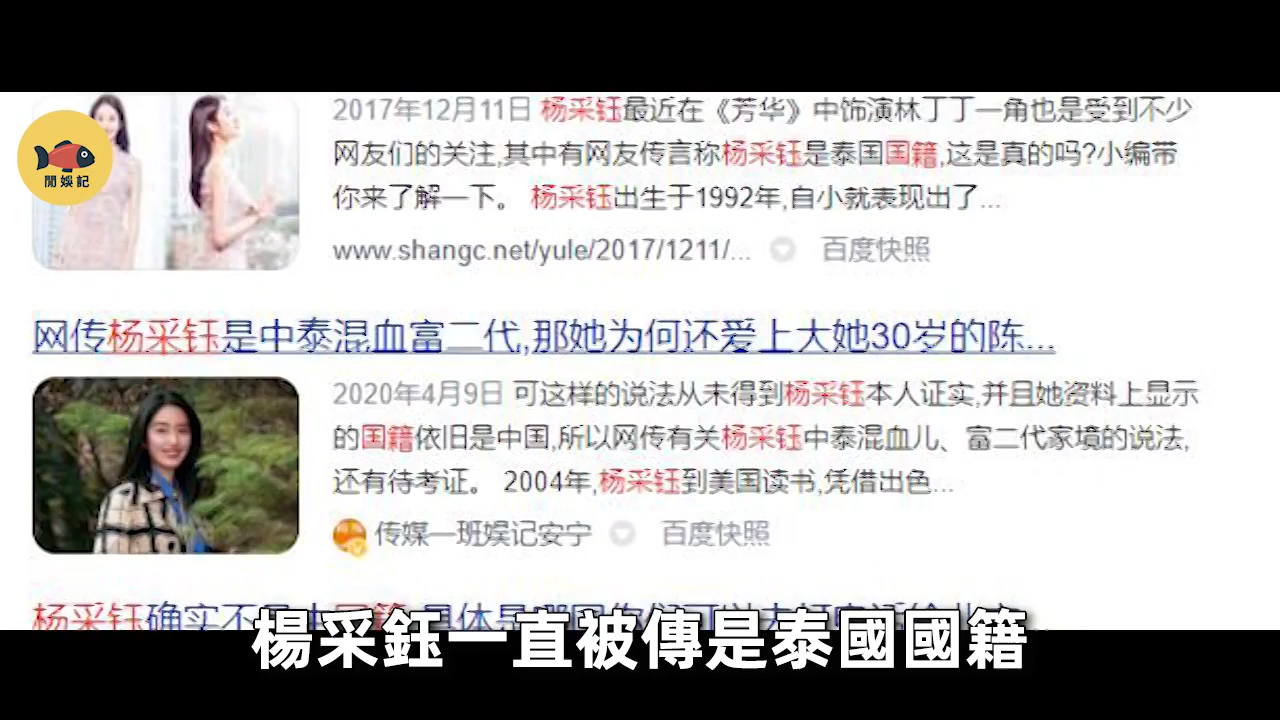 閒娛記
2017年12月11日 杨采钰最近在《芳华》中饰演林丁丁一角也是受到不少
网友们的关注,其中有网友传言称杨采钰是泰国国籍,这是真的吗?小编带
你来了解一下。 杨采钰出生于1992年,自小就表现出了...
www.shangc.net/yule/2017/1211/... 百度快照
网传杨采钰是中泰混血富二代,那她为何还爱上大她30岁的陈...
2020年4月9日 可这样的说法从未得到杨采钰本人证实,并且她资料上显示
的国籍依旧是中国,所以网传有关杨采钰中泰混血儿、富二代家境的说法,
还有待考证。 2004年,杨采钰到美国读书,凭借出色...
传媒一班娱记安宁 百度快照
杨采钰确实不
楊采鈺一直被傳是泰國國籍